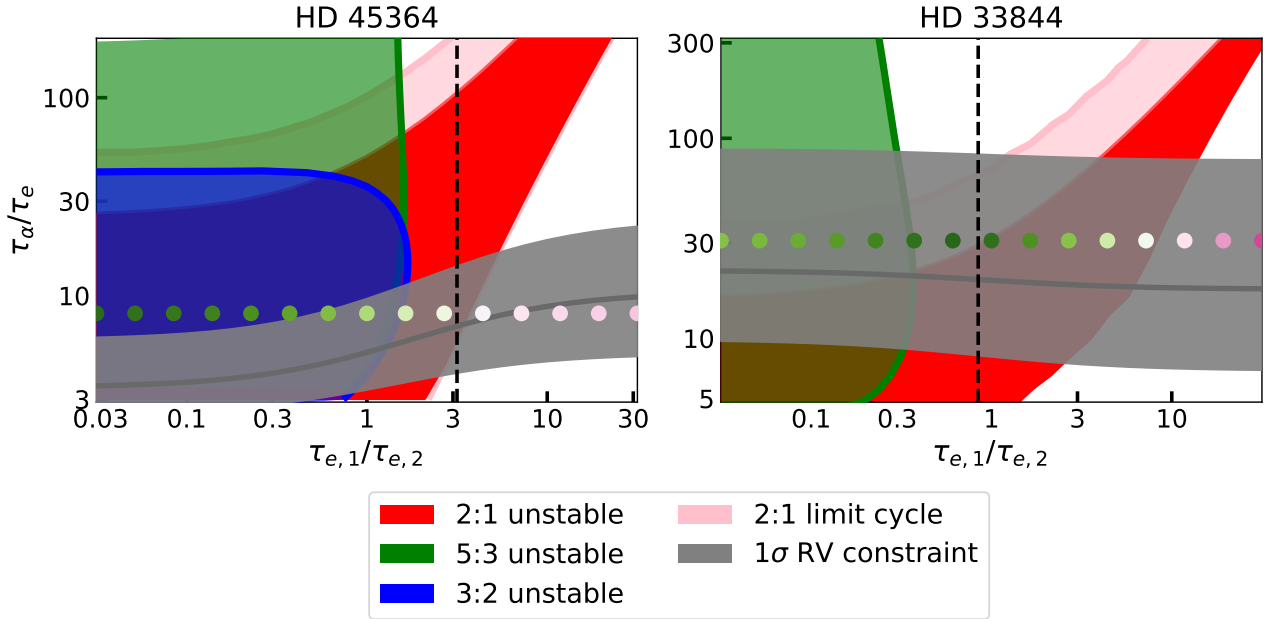 HD 45364
HD 33844
τ_α/τ_e
100
30
10
3
0.03
0.1
0.3
1
3
10
30
τ_{e,1}/τ_{e,2}
300
100
30
10
5
0.1
0.3
1
3
10
τ_{e,1}/τ_{e,2}
2:1 unstable
5:3 unstable
3:2 unstable
2:1 limit cycle
1σ RV constraint